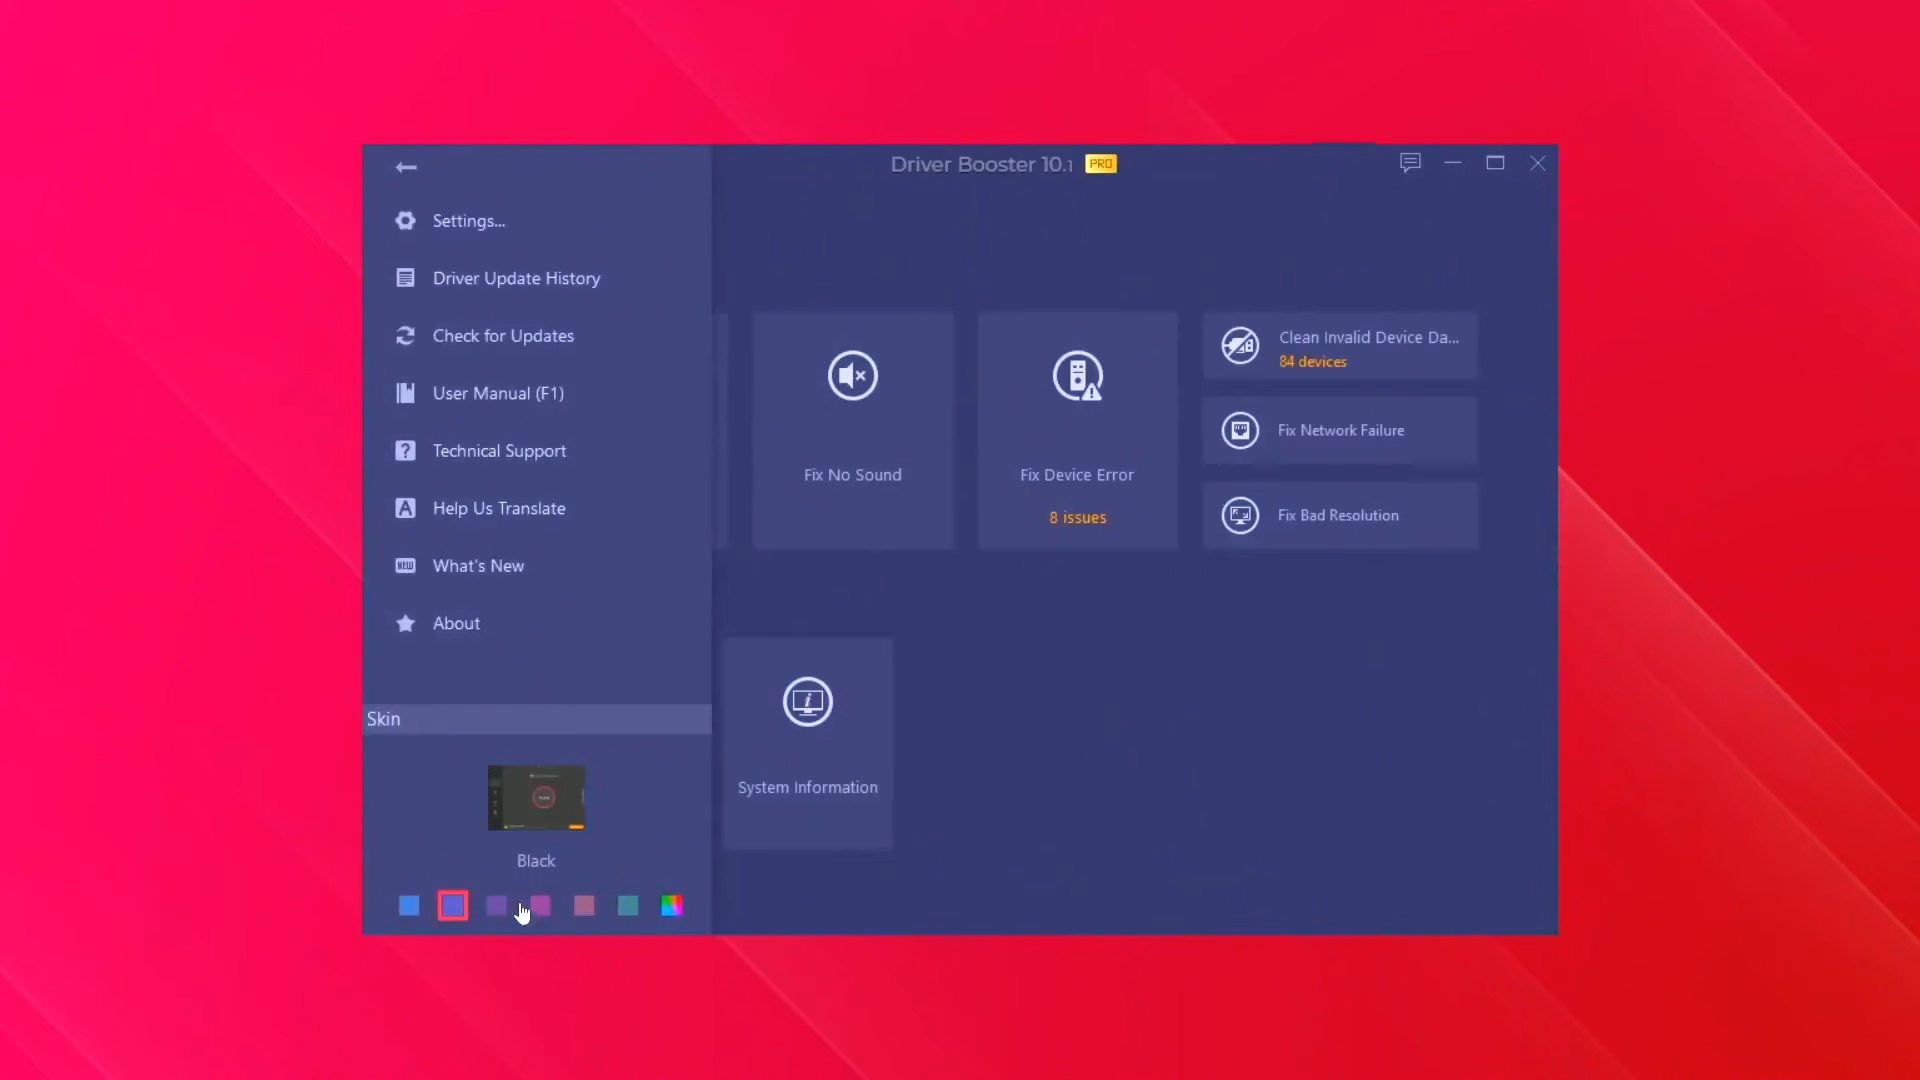 Driver Booster 10.1 PRO
Settings...
Driver Update History
Check for Updates
User Manual (F1)
Technical Support
Help Us Translate
What's New
About
Skin
Black
Fix No Sound
Fix Device Error
8 issues
Clean Invalid Device Da...
84 devices
Fix Network Failure
Fix Bad Resolution
System Information